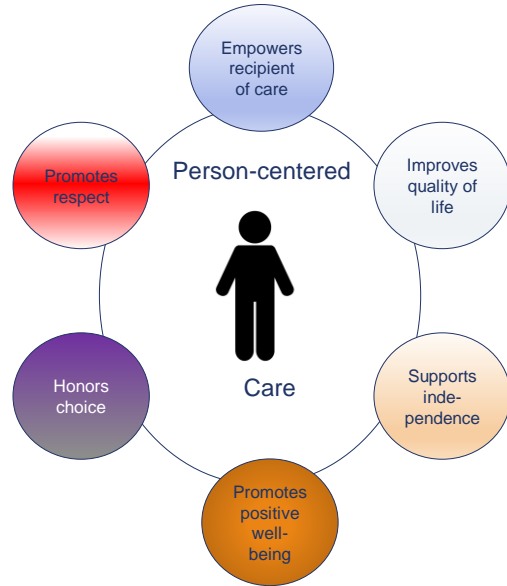 Empowers
recipient
of care
Person-centered
Promotes
respect
Improves
quality of
life
Care
Honors
choice
Supports
inde-
pendence
Promotes
positive
well-
being